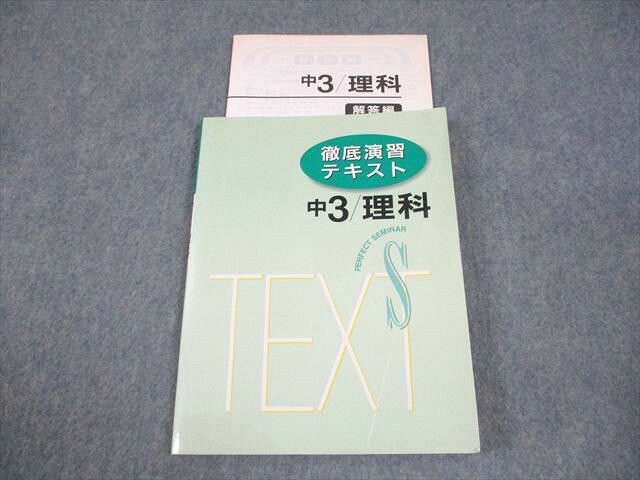 中3/理科
解答編
徹底演習
テキスト
中3/理科
PERFECT SEMINAR
S
TEXT